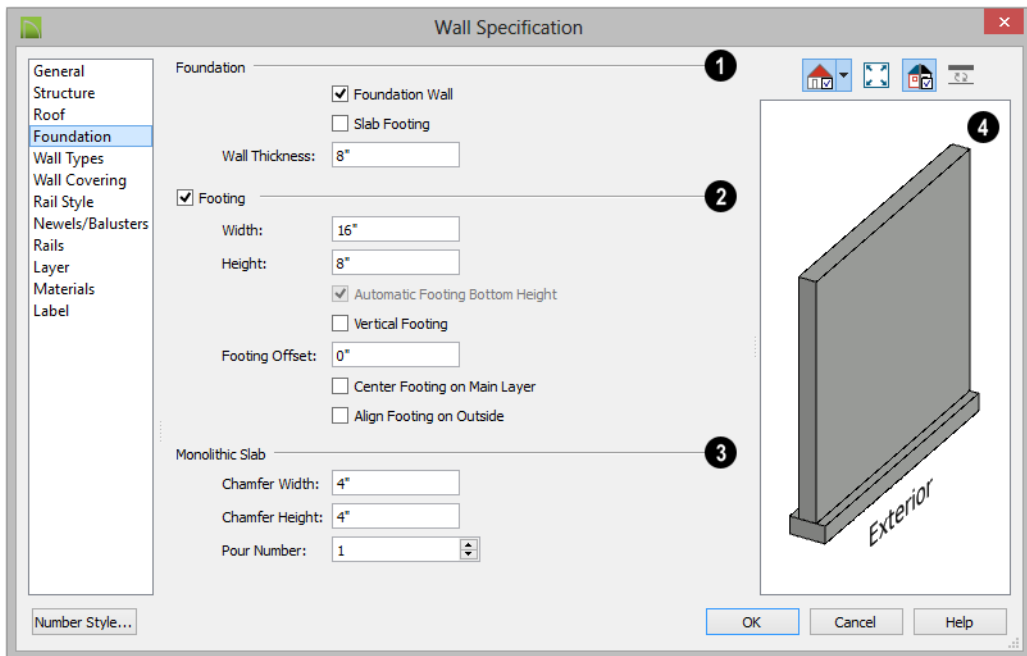 Wall Specification
General
Structure
Roof
Foundation
Wall Types
Wall Covering
Rail Style
Newels/Balusters
Rails
Layer
Materials
Label
Foundation 1
Foundation Wall
Slab Footing
Wall Thickness: 8"
Footing 2
Width: 16"
Height: 8"
Automatic Footing Bottom Height
Vertical Footing
Footing Offset: 0"
Center Footing on Main Layer
Align Footing on Outside
Monolithic Slab 3
Chamfer Width: 4"
Chamfer Height: 4"
Pour Number: 1
4
Exterior
Number Style...
OK
Cancel
Help